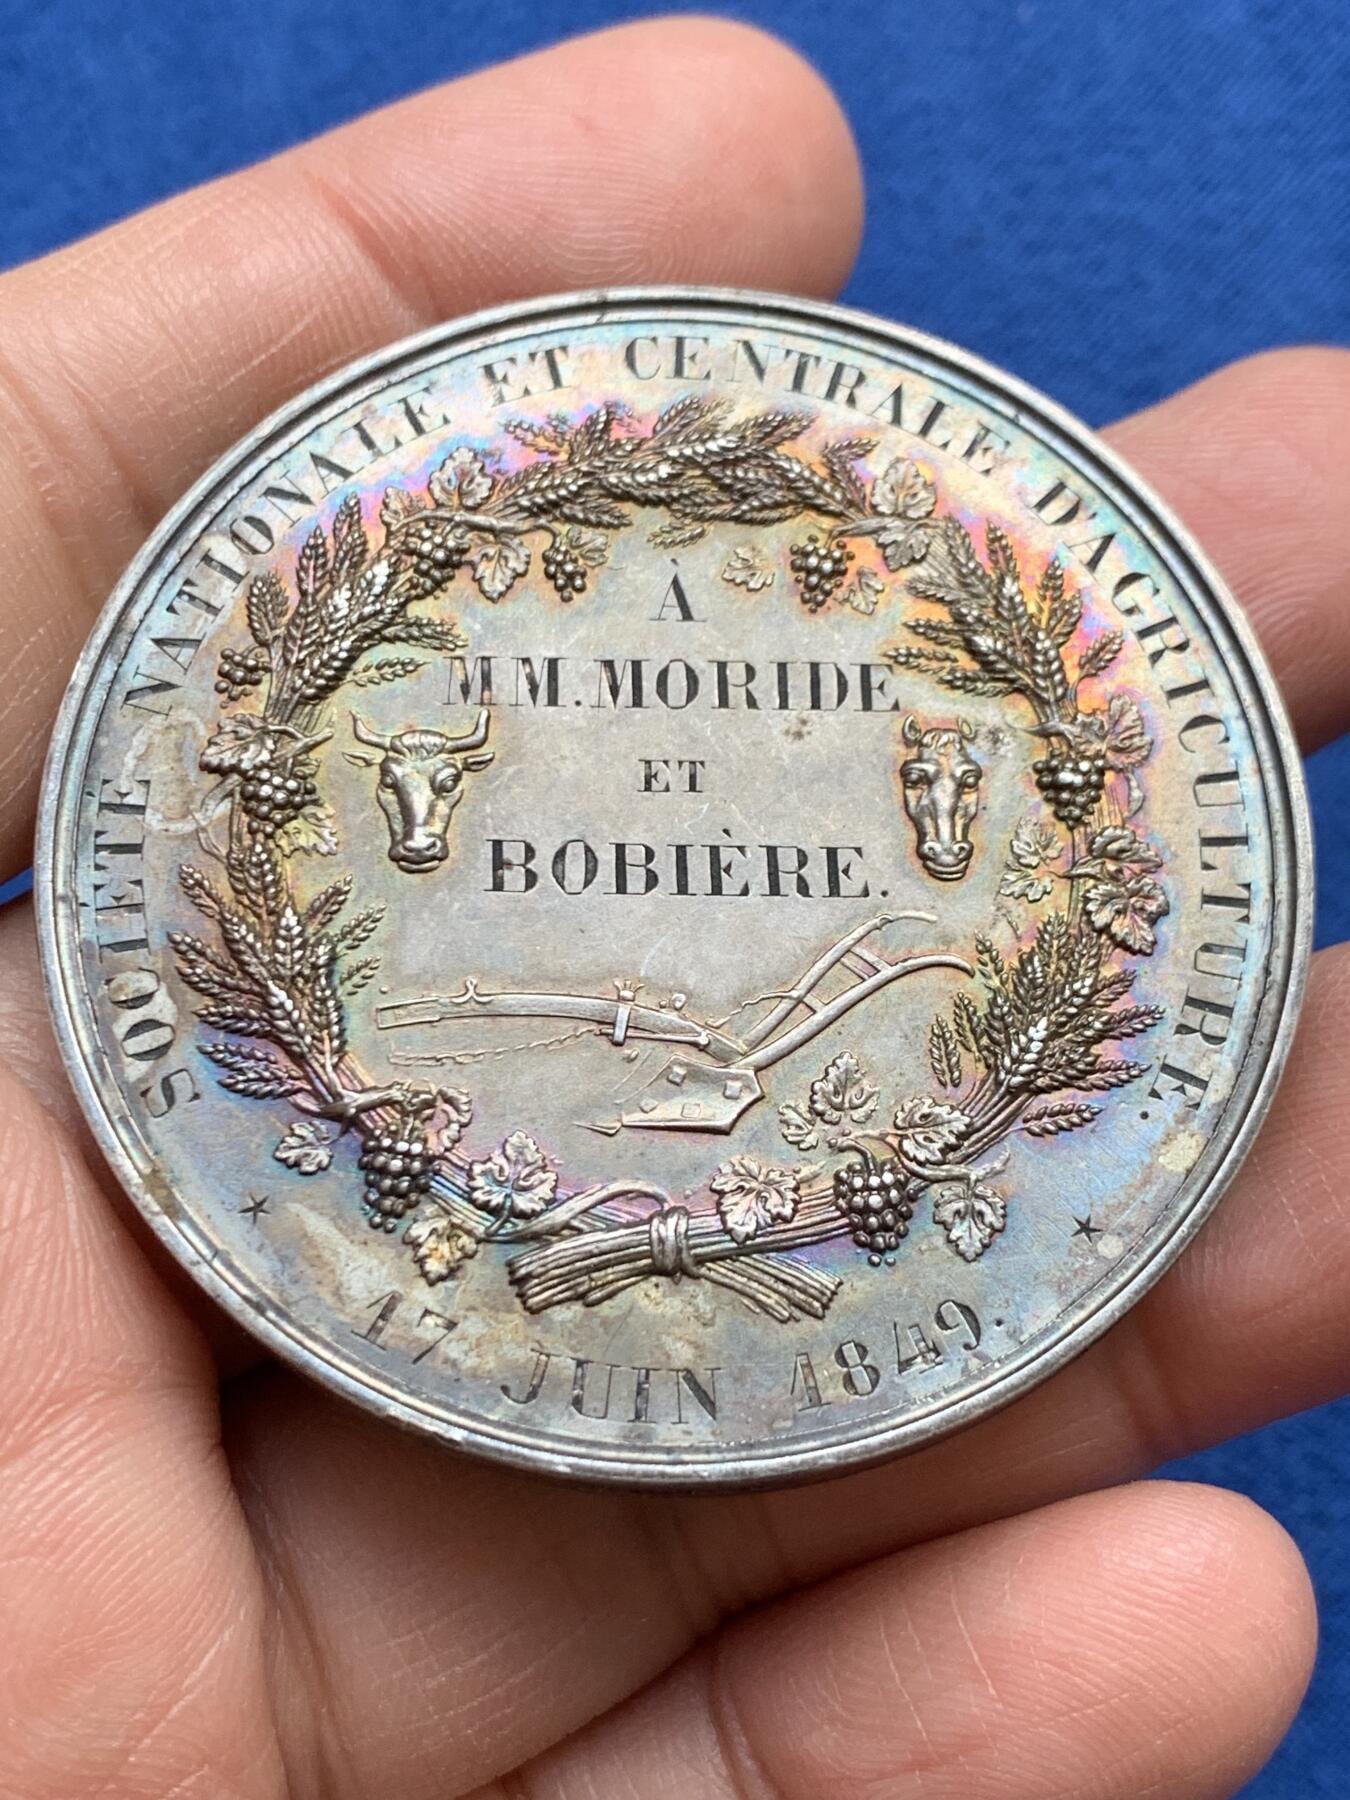 SOCIÉTÉ NATIONALE ET CENTRALE D'AGRICULTURE.
À
MM. MORIDE
ET
BOBIÈRE.
17 JUIN 1849.